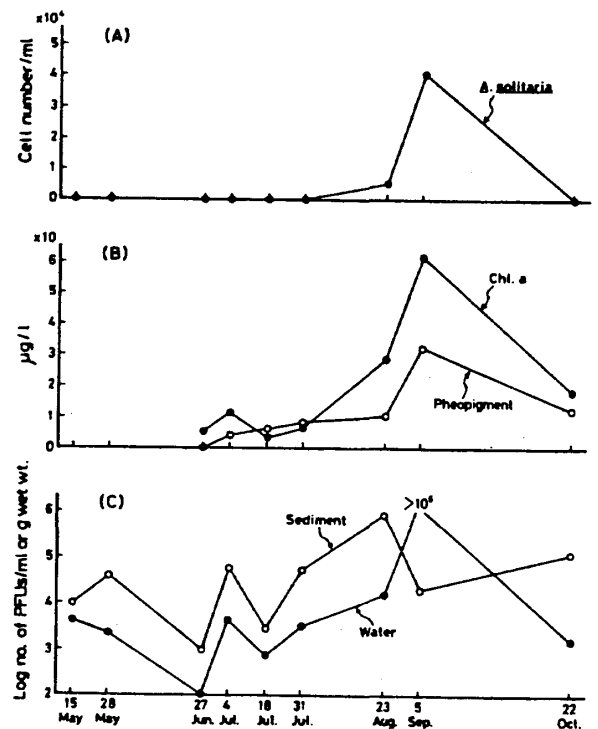 x10⁴
(A)
Cell number/ml
5
4
3
2
1
0
A. solitaria
x10
(B)
µg/l
6
5
4
3
2
1
0
Chl. a
Pheopigment
Log no. of PFUs/ml or g wet wt.
(C)
6
5
4
3
2
Sediment
>10⁶
Water
15 28 27 4 18 31 23 5 22
May May Jun. Jul. Jul. Jul. Aug. Sep. Oct.